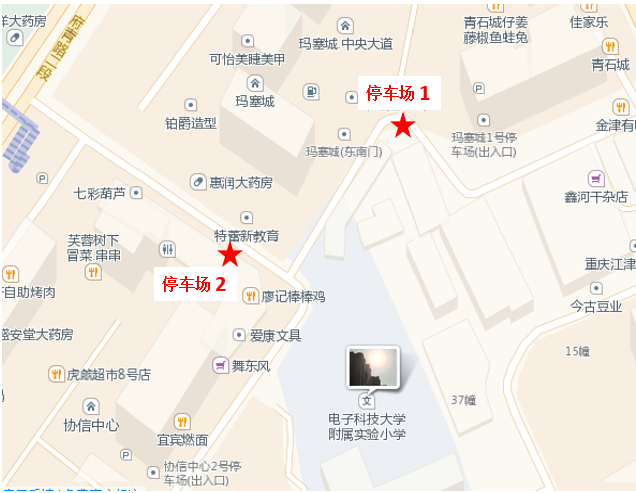 洋大药房
府青路二段
可怡美睫美甲
玛塞城·中央大道
青石城仔姜
藤椒鱼蛙兔
佳家乐
青石城
玛塞城
停车场 1
铂爵造型
P
玛塞城1号停
车场(出入口)
玛塞城(东南门)
惠润大药房
P
七彩葫芦
鑫河干杂店
特蕾新教育
芙蓉树下
冒菜.串串
重庆江津
停车场 2
自助烤肉
廖记棒棒鸡
今古豆业
盛安堂大药房
爱康文具
15幢
舞东风
虎彪超市8号店
文
37幢
协信中心
电子科技大学
附属实验小学
宜宾燃面
P
协信中心2号停
车场(出入口)